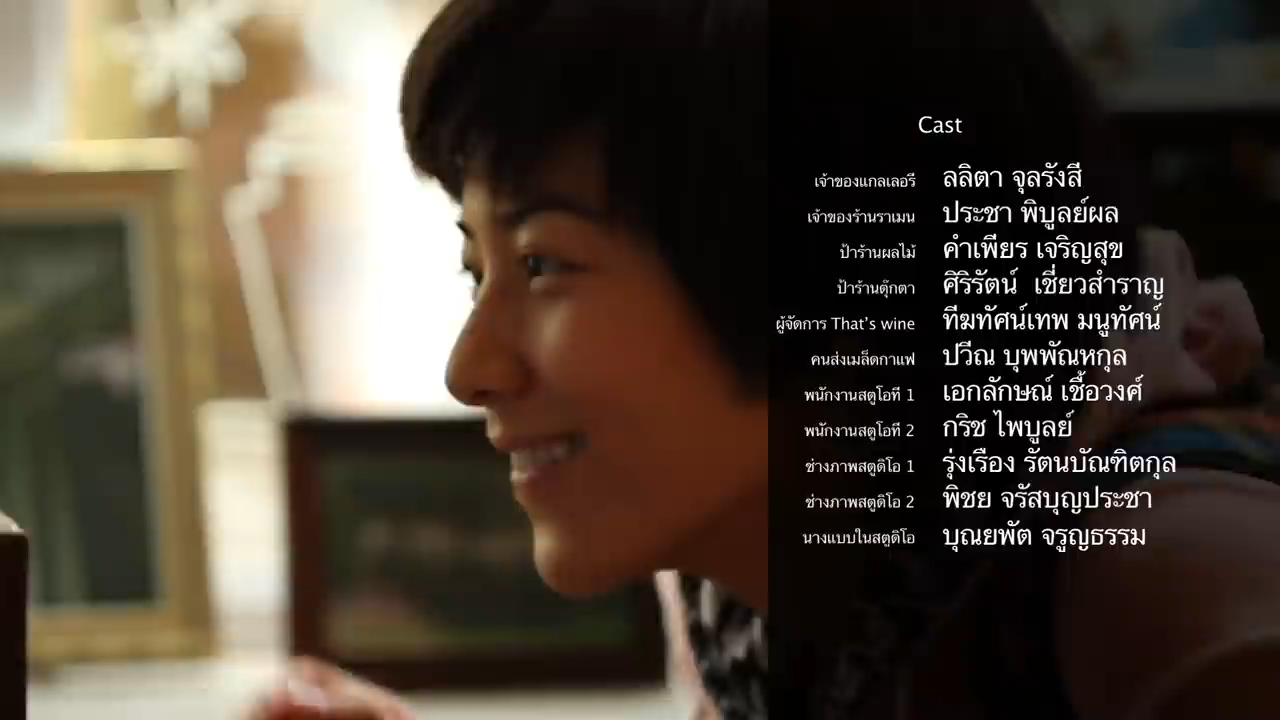 Cast
เจ้าของแกลเลอรี ลลิตา จุลรังสี
เจ้าของร้านราเมน ประชา พิบูลย์ผล
ป้าร้านผลไม้ คำเพียร เจริญสุข
ป้าร้านตุ๊กตา ศิริรัตน์ เชี่ยวสำราญ
ผู้จัดการ That's wine ทีฆทัศน์เทพ มนูทัศน์
คนส่งเมล็ดกาแฟ ปวีณ บุพพัณหกุล
พนักงานสตูโอที 1 เอกลักษณ์ เชื้อวงศ์
พนักงานสตูโอที 2 กริช ไพบูลย์
ช่างภาพสตูดิโอ 1 รุ่งเรือง รัตนบัณฑิตกุล
ช่างภาพสตูดิโอ 2 พิชย จรัสบุญประชา
นางแบบในสตูดิโอ บุณยพัต จรูญธรรม